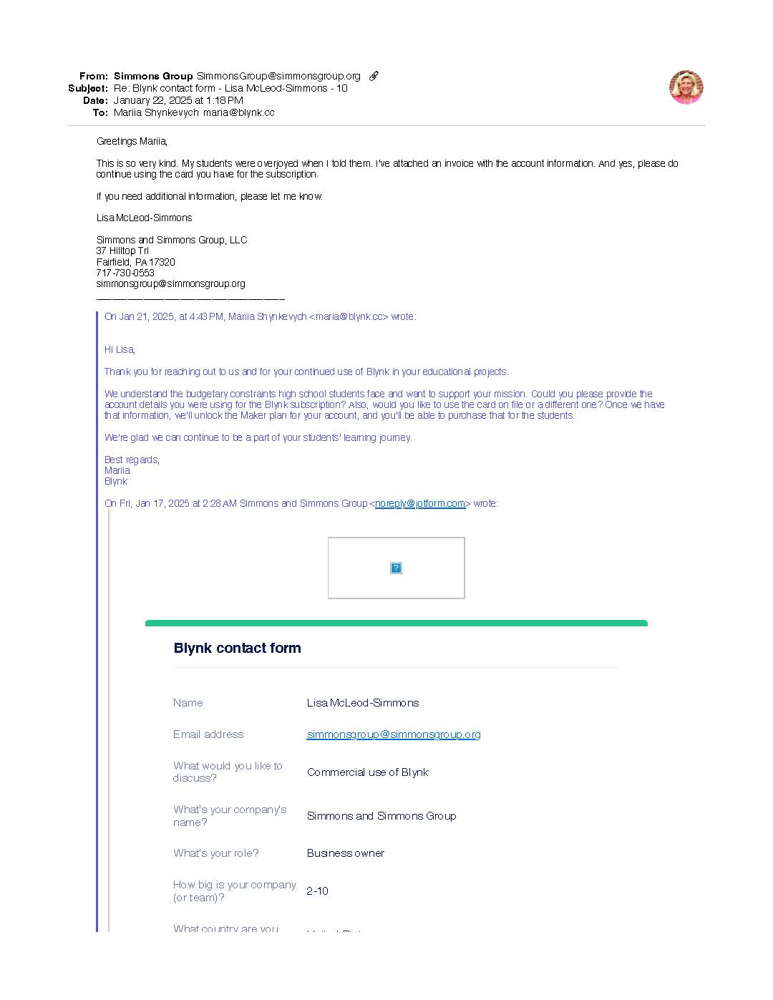 From: Simmons Group SimmonsGroup@simmonsgroup.org
Subject: Re: Blynk contact form - Lisa McLeod-Simmons - 10
Date: January 22, 2025 at 1:18 PM
To: Mariia Shynkevych maria@blynk.cc
Greetings Mariia,
This is so very kind. My students were overjoyed when I told them. I've attached an invoice with the account information. And yes, please do
continue using the card you have for the subscription.
If you need additional information, please let me know.
Lisa McLeod-Simmons
Simmons and Simmons Group, LLC
37 Hilltop Trl
Fairfield, PA 17320
717-730-0553
simmonsgroup@simmonsgroup.org
____________________________________
On Jan 21, 2025, at 4:43 PM, Mariia Shynkevych <maria@blynk.cc> wrote:
Hi Lisa,
Thank you for reaching out to us and for your continued use of Blynk in your educational projects.
We understand the budgetary constraints high school students face and want to support your mission. Could you please provide the
account details you were using for the Blynk subscription? Also, would you like to use the card on file or a different one? Once we have
that information, we'll unlock the Maker plan for your account, and you'll be able to purchase that for the students.
We're glad we can continue to be a part of your students' learning journey.
Best regards,
Mariia
Blynk
On Fri, Jan 17, 2025 at 2:28 AM Simmons and Simmons Group <noreply@jotform.com> wrote:
?
Blynk contact form
Name Lisa McLeod-Simmons
Email address simmonsgroup@simmonsgroup.org
What would you like to
discuss?
Commercial use of Blynk
What's your company's
name?
Simmons and Simmons Group
What's your role? Business owner
How big is your company
(or team)?
2-10
What country are you